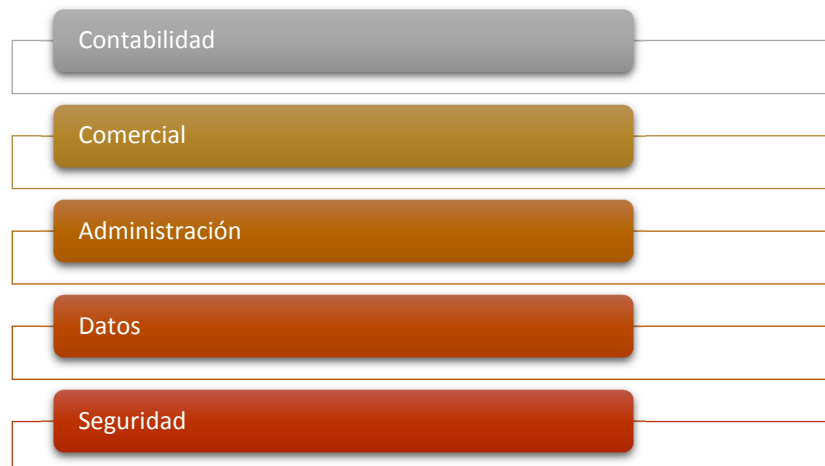 Contabilidad
Comercial
Administración
Datos
Seguridad